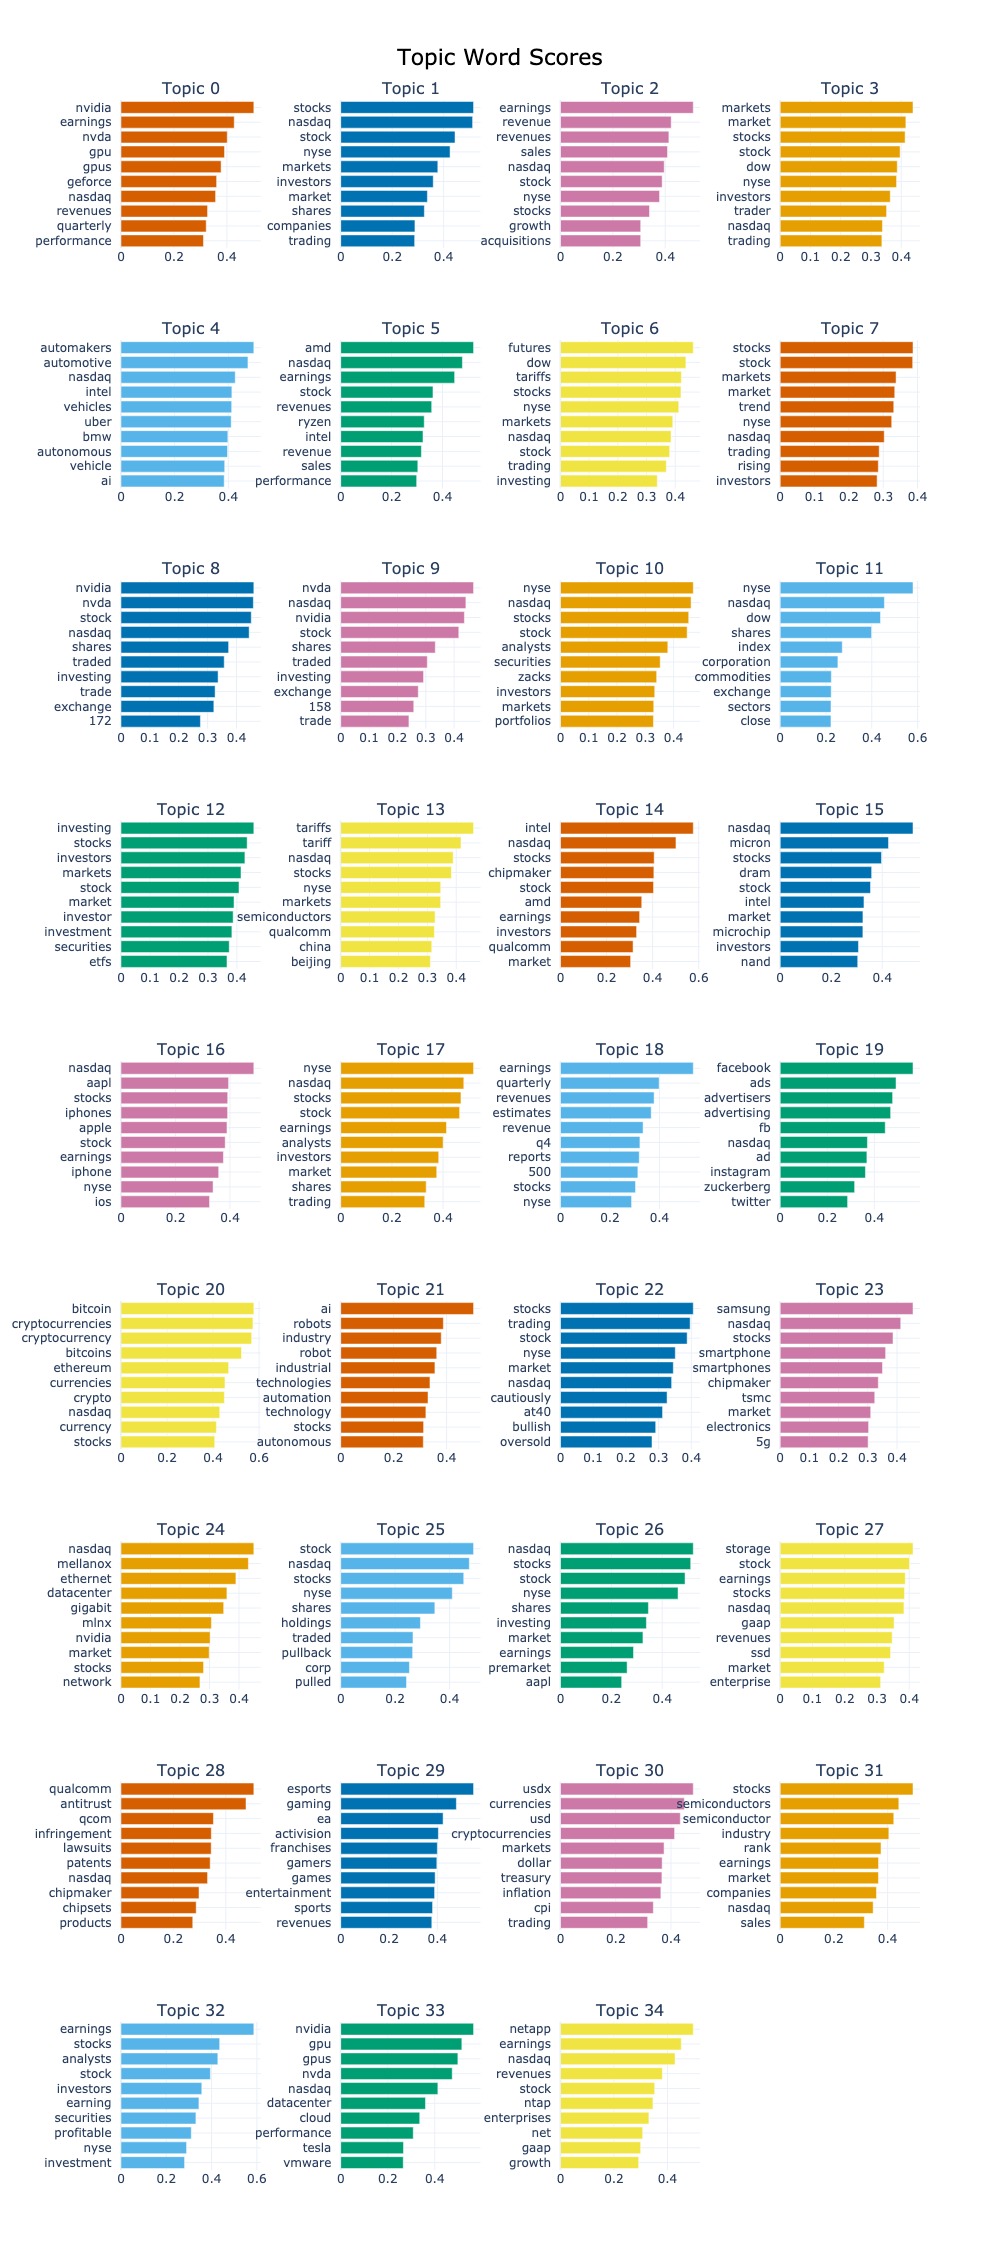 Topic Word Scores
Topic 0
nvidia
earnings
nvda
gpu
gpus
geforce
nasdaq
revenues
quarterly
performance
0 0.2 0.4
Topic 1
stocks
nasdaq
stock
nyse
markets
investors
market
shares
companies
trading
0 0.2 0.4
Topic 2
earnings
revenue
revenues
sales
nasdaq
stock
nyse
stocks
growth
acquisitions
0 0.2 0.4
Topic 3
markets
market
stocks
stock
dow
nyse
investors
trader
nasdaq
trading
0 0.1 0.2 0.3 0.4
Topic 4
automakers
automotive
nasdaq
intel
vehicles
uber
bmw
autonomous
vehicle
ai
0 0.2 0.4
Topic 5
amd
nasdaq
earnings
stock
revenues
ryzen
intel
revenue
sales
performance
0 0.2 0.4
Topic 6
futures
dow
tariffs
stocks
nyse
markets
nasdaq
stock
trading
investing
0 0.1 0.2 0.3 0.4
Topic 7
stocks
stock
markets
market
trend
nyse
nasdaq
trading
rising
investors
0 0.1 0.2 0.3 0.4
Topic 8
nvidia
nvda
stock
nasdaq
shares
traded
investing
trade
exchange
172
0 0.1 0.2 0.3 0.4
Topic 9
nvda
nasdaq
nvidia
stock
shares
traded
investing
exchange
158
trade
0 0.1 0.2 0.3 0.4
Topic 10
nyse
nasdaq
stocks
stock
analysts
securities
zacks
investors
markets
portfolios
0 0.1 0.2 0.3 0.4
Topic 11
nyse
nasdaq
dow
shares
index
corporation
commodities
exchange
sectors
close
0 0.2 0.4 0.6
Topic 12
investing
stocks
investors
markets
stock
market
investor
investment
securities
etfs
0 0.1 0.2 0.3 0.4
Topic 13
tariffs
tariff
nasdaq
stocks
nyse
markets
semiconductors
qualcomm
china
beijing
0 0.1 0.2 0.3 0.4
Topic 14
intel
nasdaq
stocks
chipmaker
stock
amd
earnings
investors
qualcomm
market
0 0.2 0.4 0.6
Topic 15
nasdaq
micron
stocks
dram
stock
intel
market
microchip
investors
nand
0 0.2 0.4
Topic 16
nasdaq
aapl
stocks
iphones
apple
stock
earnings
iphone
nyse
ios
0 0.2 0.4
Topic 17
nyse
nasdaq
stocks
stock
earnings
analysts
investors
market
shares
trading
0 0.2 0.4
Topic 18
earnings
quarterly
revenues
estimates
revenue
q4
reports
500
stocks
nyse
0 0.2 0.4
Topic 19
facebook
ads
advertisers
advertising
fb
nasdaq
ad
instagram
zuckerberg
twitter
0 0.2 0.4
Topic 20
bitcoin
cryptocurrencies
cryptocurrency
bitcoins
ethereum
currencies
crypto
nasdaq
currency
stocks
0 0.2 0.4 0.6
Topic 21
ai
robots
industry
robot
industrial
technologies
automation
technology
stocks
autonomous
0 0.2 0.4
Topic 22
stocks
trading
stock
nyse
market
nasdaq
cautiously
at40
bullish
oversold
0 0.1 0.2 0.3 0.4
Topic 23
samsung
nasdaq
stocks
smartphone
smartphones
chipmaker
tsmc
market
electronics
5g
0 0.2 0.4
Topic 24
nasdaq
mellanox
ethernet
datacenter
gigabit
mlnx
nvidia
market
stocks
network
0 0.1 0.2 0.3 0.4
Topic 25
stock
nasdaq
stocks
nyse
shares
holdings
traded
pullback
corp
pulled
0 0.2 0.4
Topic 26
nasdaq
stocks
stock
nyse
shares
investing
market
earnings
premarket
aapl
0 0.2 0.4
Topic 27
storage
stock
earnings
stocks
nasdaq
gaap
revenues
ssd
market
enterprise
0 0.1 0.2 0.3 0.4
Topic 28
qualcomm
antitrust
qcom
infringement
lawsuits
patents
nasdaq
chipmaker
chipsets
products
0 0.2 0.4
Topic 29
esports
gaming
ea
activision
franchises
gamers
games
entertainment
sports
revenues
0 0.2 0.4
Topic 30
usdx
currencies
usd
cryptocurrencies
markets
dollar
treasury
inflation
cpi
trading
0 0.2 0.4
Topic 31
stocks
semiconductors
semiconductor
industry
rank
earnings
market
companies
nasdaq
sales
0 0.2 0.4
Topic 32
earnings
stocks
analysts
stock
investors
earning
securities
profitable
nyse
investment
0 0.2 0.4 0.6
Topic 33
nvidia
gpu
gpus
nvda
nasdaq
datacenter
cloud
performance
tesla
vmware
0 0.2 0.4
Topic 34
netapp
earnings
nasdaq
revenues
stock
ntap
enterprises
net
gaap
growth
0 0.2 0.4